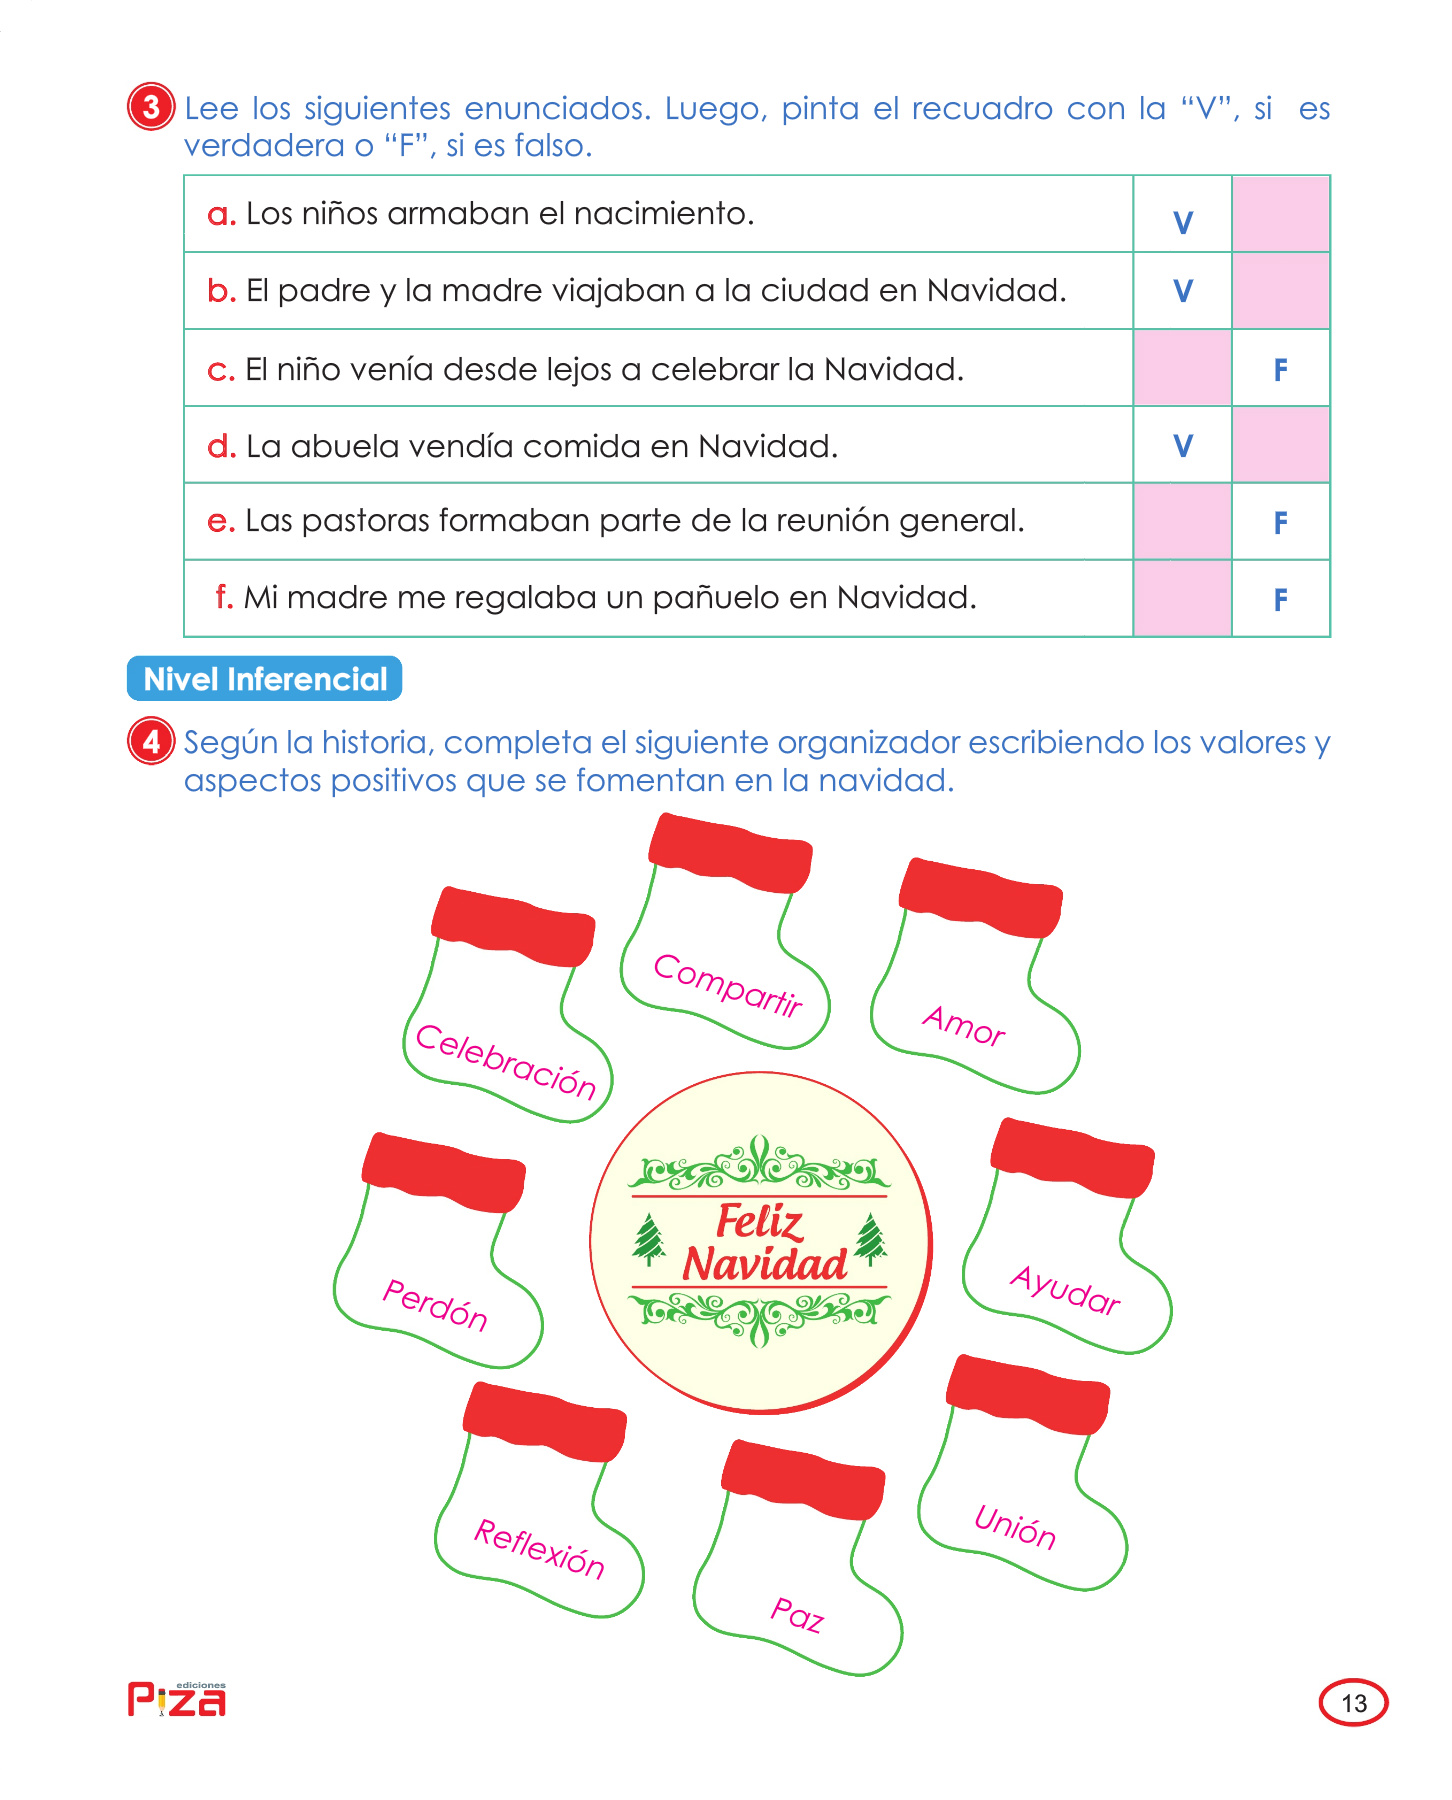 3 Lee los siguientes enunciados. Luego, pinta el recuadro con la “V”, si es
verdadera o “F”, si es falso.
a. Los niños armaban el nacimiento. V
b. El padre y la madre viajaban a la ciudad en Navidad. V
c. El niño venía desde lejos a celebrar la Navidad. F
d. La abuela vendía comida en Navidad. V
e. Las pastoras formaban parte de la reunión general. F
f. Mi madre me regalaba un pañuelo en Navidad. F
Nivel Inferencial
4 Según la historia, completa el siguiente organizador escribiendo los valores y
aspectos positivos que se fomentan en la navidad.
Compartir
Amor
Celebración
Feliz
Navidad
Ayudar
Perdón
Unión
Reflexión
Paz
ediciones
Piza
13